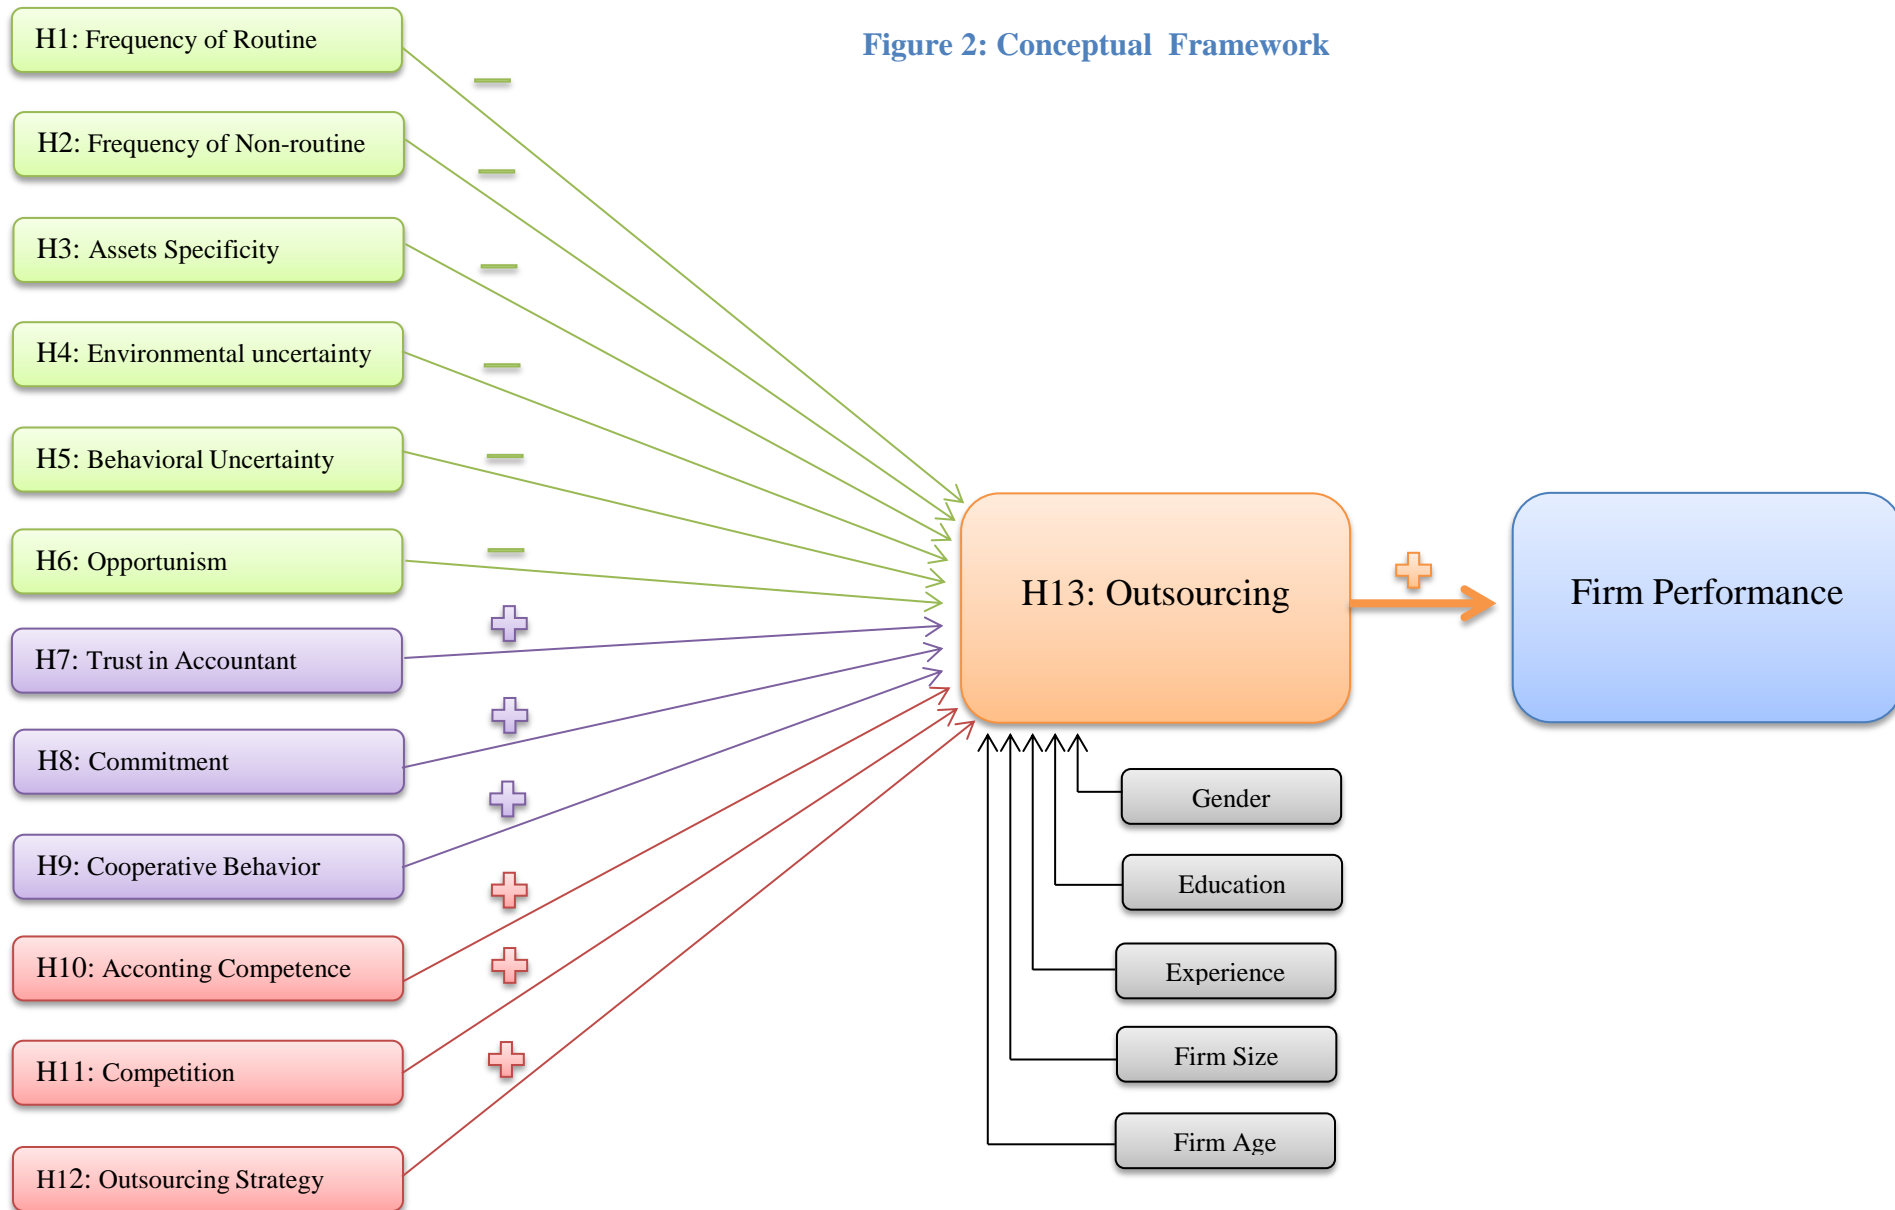 Figure 2: Conceptual Framework
H1: Frequency of Routine
H2: Frequency of Non-routine
H3: Assets Specificity
H4: Environmental uncertainty
H5: Behavioral Uncertainty
H6: Opportunism
H7: Trust in Accountant
H8: Commitment
H9: Cooperative Behavior
H10: Acconting Competence
H11: Competition
H12: Outsourcing Strategy
H13: Outsourcing
Firm Performance
Gender
Education
Experience
Firm Size
Firm Age